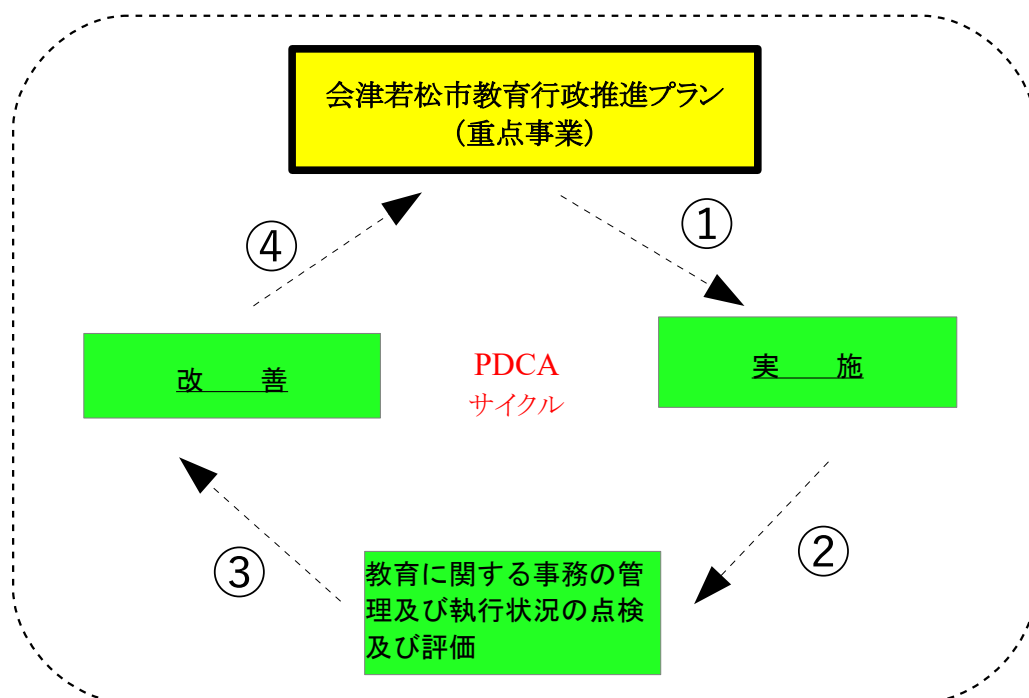 会津若松市教育行政推進プラン
(重点事業)
④
①
改　　善
PDCA
サイクル
実　　施
③
②
教育に関する事務の管
理及び執行状況の点検
及び評価